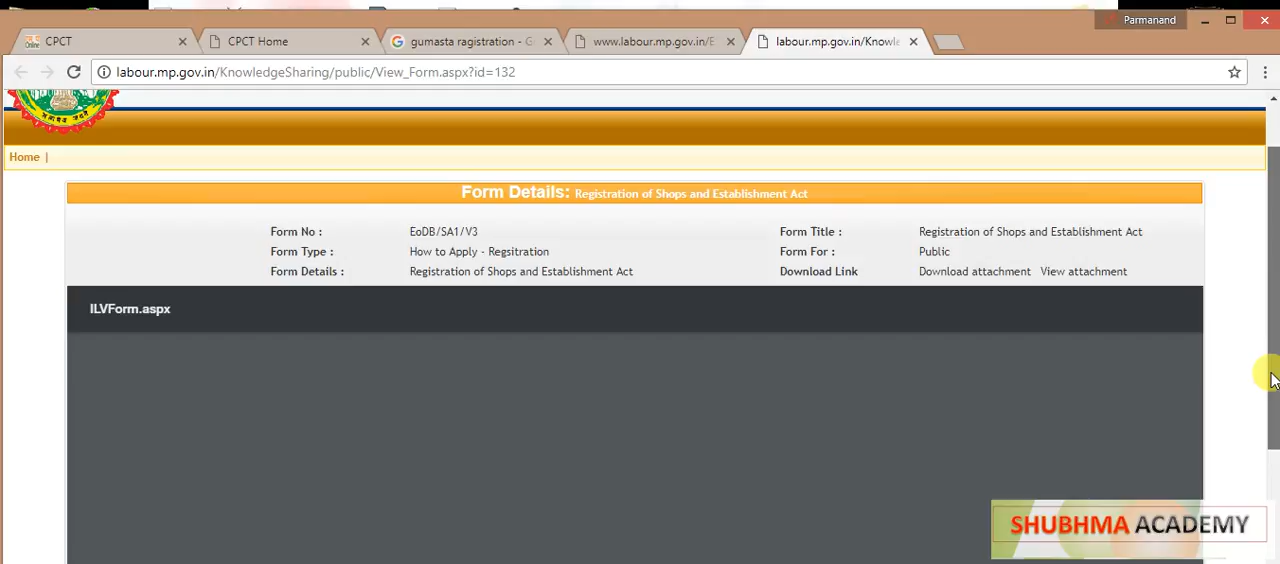 Parmanand
CPCT
CPCT Home
gumasta ragistration - G
www.labour.mp.gov.in/E
labour.mp.gov.in/Knowle
labour.mp.gov.in/KnowledgeSharing/public/View_Form.aspx?id=132
Home |
Form Details: Registration of Shops and Establishment Act
Form No : EoDB/SA1/V3 Form Title : Registration of Shops and Establishment Act
Form Type : How to Apply - Regsitration Form For : Public
Form Details : Registration of Shops and Establishment Act Download Link Download attachment View attachment
ILVForm.aspx
SHUBHMA ACADEMY